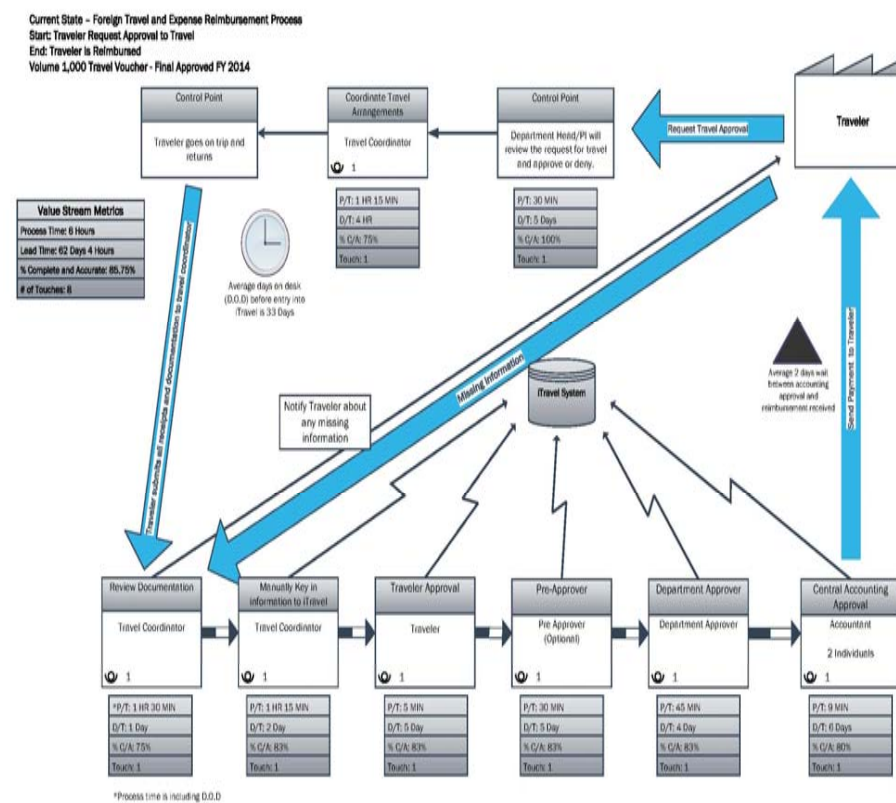 Current State – Foreign Travel and Expense Reimbursement Process
Start: Traveler Request Approval to Travel
End: Traveler is Reimbursed
Volume 1,000 Travel Voucher - Final Approved FY 2014
Control Point
Traveler goes on trip and
returns
Coordinate Travel
Arrangements
Travel Coordinator
1
P/T: 1 HR 15 MIN
D/T: 4 HR
% C/A: 75%
Touch: 1
Control Point
Department Head/PI will
review the request for travel
and approve or deny.
P/T: 30 MIN
D/T: 5 Days
% C/A: 100%
Touch: 1
Request Travel Approval
Traveler
Value Stream Metrics
Process Time: 6 Hours
Lead Time: 62 Days 4 Hours
% Complete and Accurate: 85.75%
# of Touches: 8
Traveler submits all receipts and documentation to travel coordinator
Average days on desk
(D.O.D) before entry into
iTravel is 33 Days
Missing Information
Notify Traveler about
any missing
information
iTravel System
Average 2 days wait
between accounting
approval and
reimbursement received
Send Payment to Traveler
Review Documentation
Travel Coordinator
1
*P/T: 1 HR 30 MIN
D/T: 1 Day
% C/A: 75%
Touch: 1
Manually Key in
information to iTravel
Travel Coordinator
1
P/T: 1 HR 15 MIN
D/T: 2 Day
% C/A: 83%
Touch: 1
Traveler Approval
Traveler
1
P/T: 5 MIN
D/T: 5 Day
% C/A: 83%
Touch: 1
Pre-Approver
Pre Approver
(Optional)
1
P/T: 30 MIN
D/T: 5 Day
% C/A: 83%
Touch: 1
Department Approver
Department Approver
1
P/T: 45 MIN
D/T: 4 Day
% C/A: 83%
Touch: 1
Central Accounting
Approval
Accountant
2 Individuals
1
P/T: 9 MIN
D/T: 6 Days
% C/A: 80%
Touch: 1
*Process time is including D.O.D